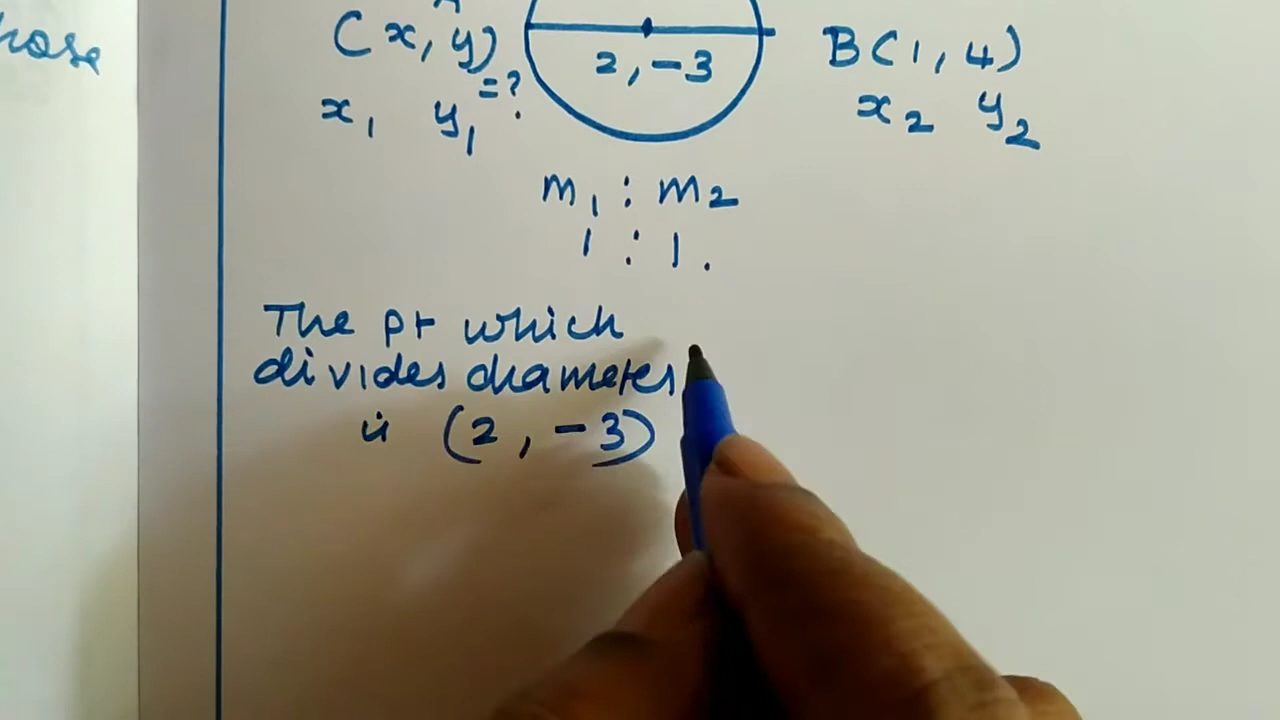 A
(x, y)
=?
x₁ y₁
2, -3
B(1, 4)
x₂ y₂
m₁ : m₂
1 : 1.
The pt which
divides diameter
is (2, -3)